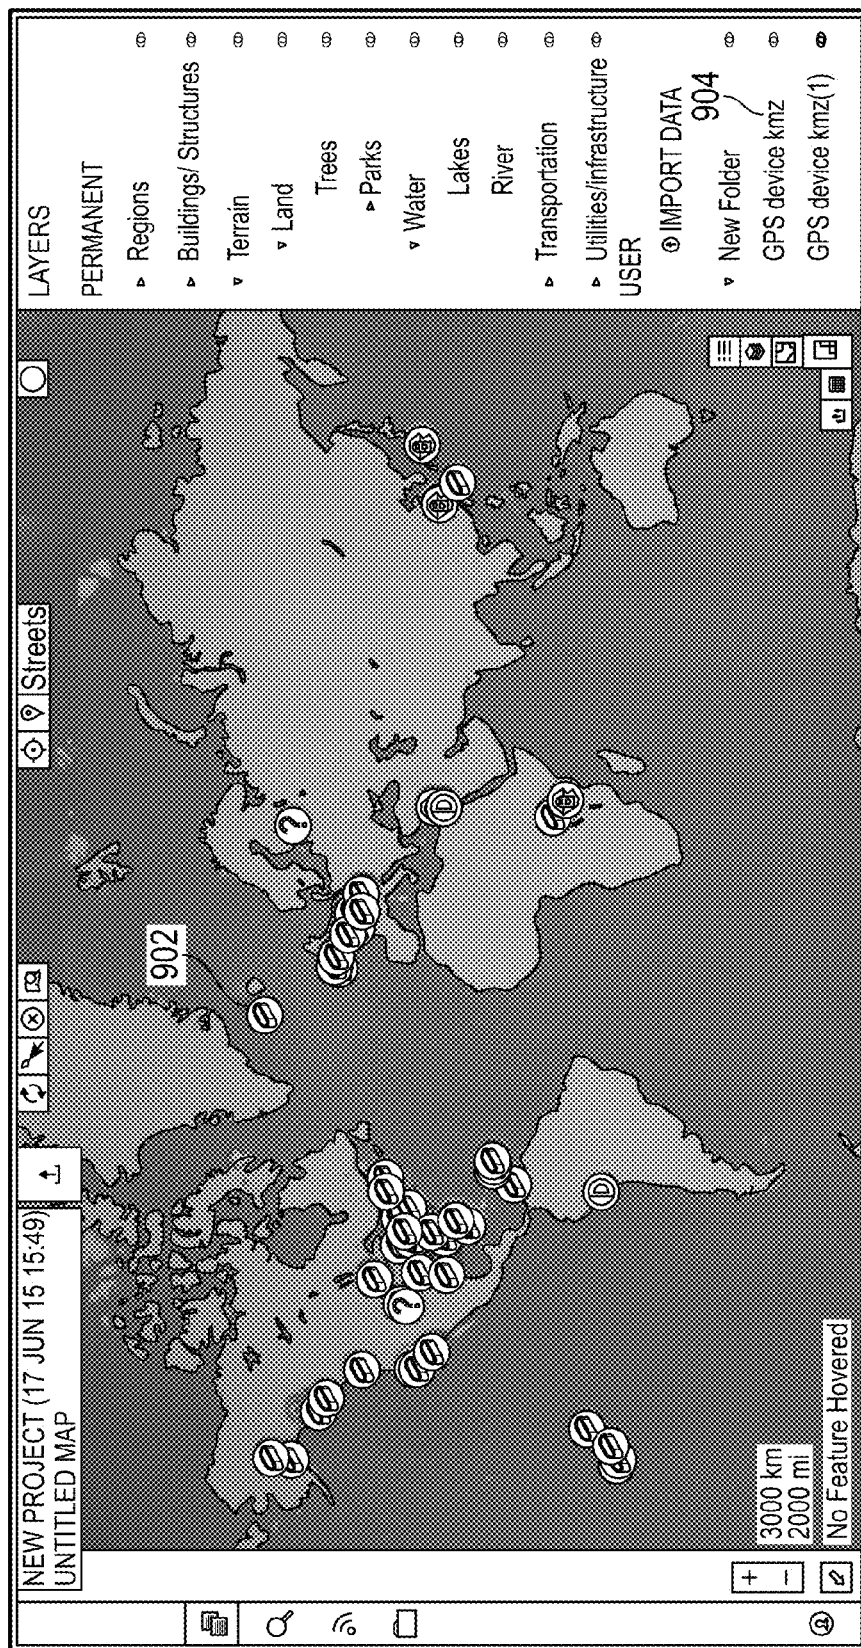 NEW PROJECT (17 JUN 15 15:49)
UNTITLED MAP
Streets
902
3000 km
2000 mi
No Feature Hovered
LAYERS
PERMANENT
Regions
Buildings/ Structures
Terrain
Land
Trees
Parks
Water
Lakes
River
Transportation
Utilities/infrastructure
USER
IMPORT DATA
904
New Folder
GPS device kmz
GPS device kmz(1)